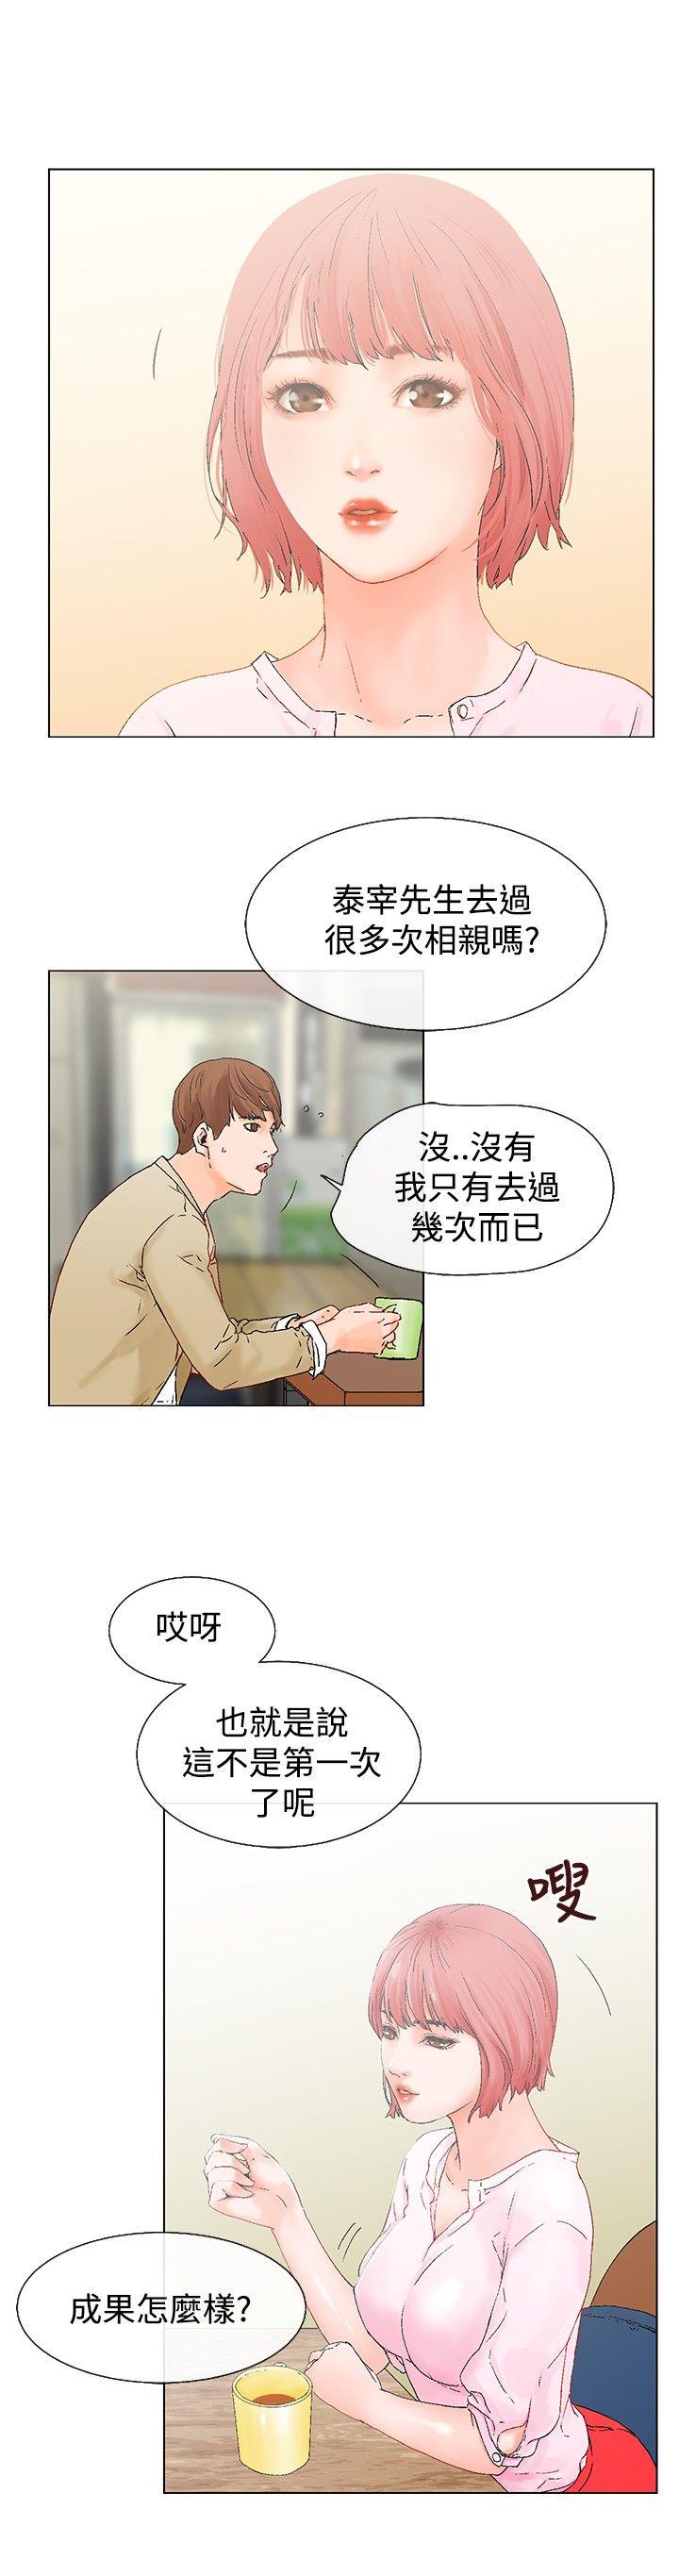 泰宰先生去過
很多次相親嗎?
沒..沒有
我只有去過
幾次而已
哎呀
也就是說
這不是第一次
了呢
嗖
成果怎麼樣?